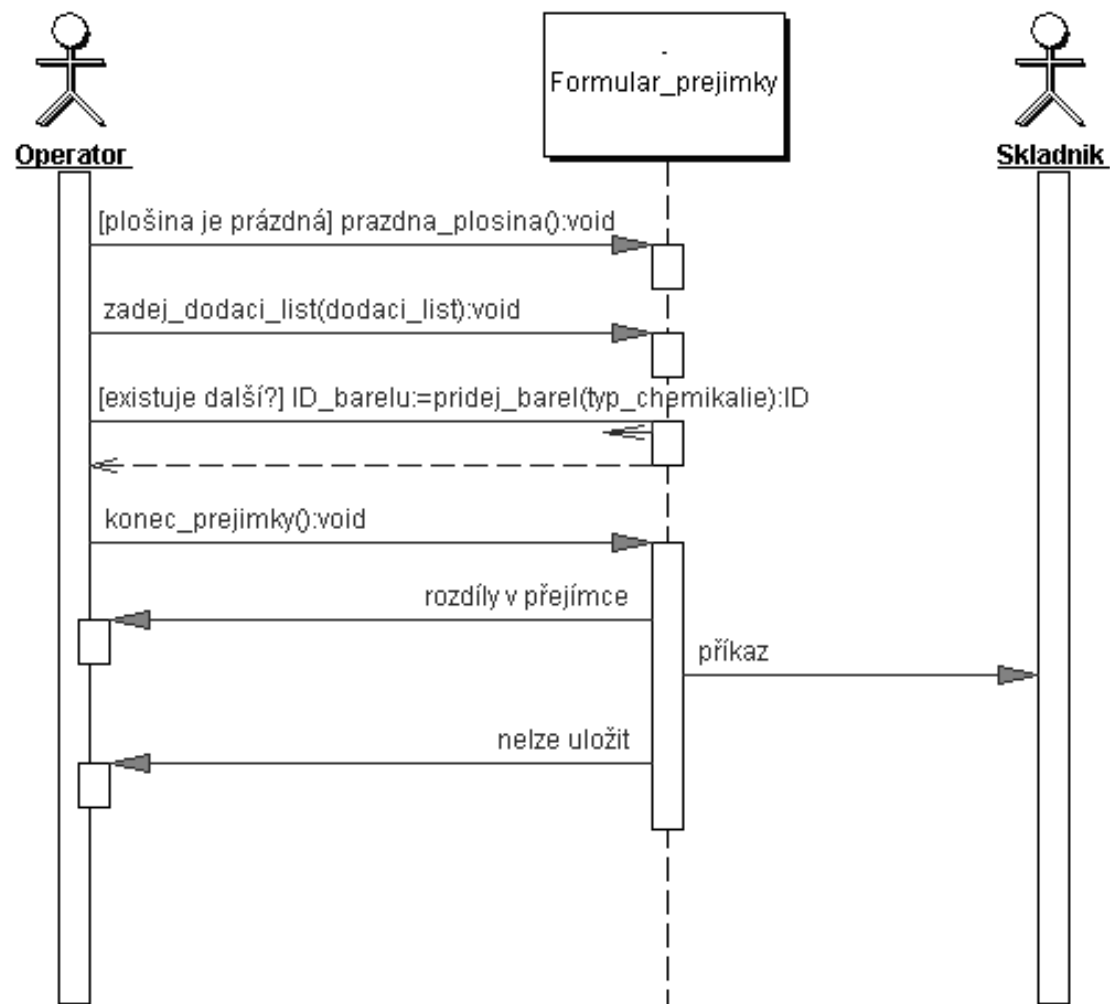 -
Formular_prejimky
Operator
Skladnik
[plošina je prázdná] prazdna_plosina():void
zadej_dodaci_list(dodaci_list):void
[existuje další?] ID_barelu:=pridej_barel(typ_chemikalie):ID
konec_prejimky():void
rozdíly v přejímce
příkaz
nelze uložit